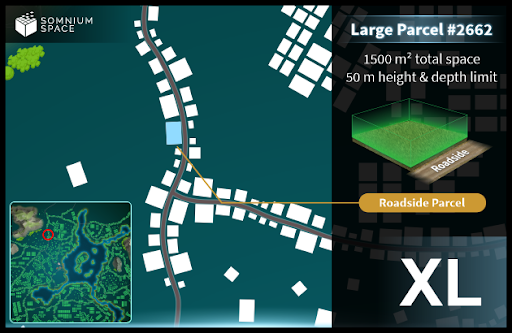 SOMNIUM
SPACE
Large Parcel #2662
1500 m² total space
50 m height & depth limit
Roadside
Roadside Parcel
XL